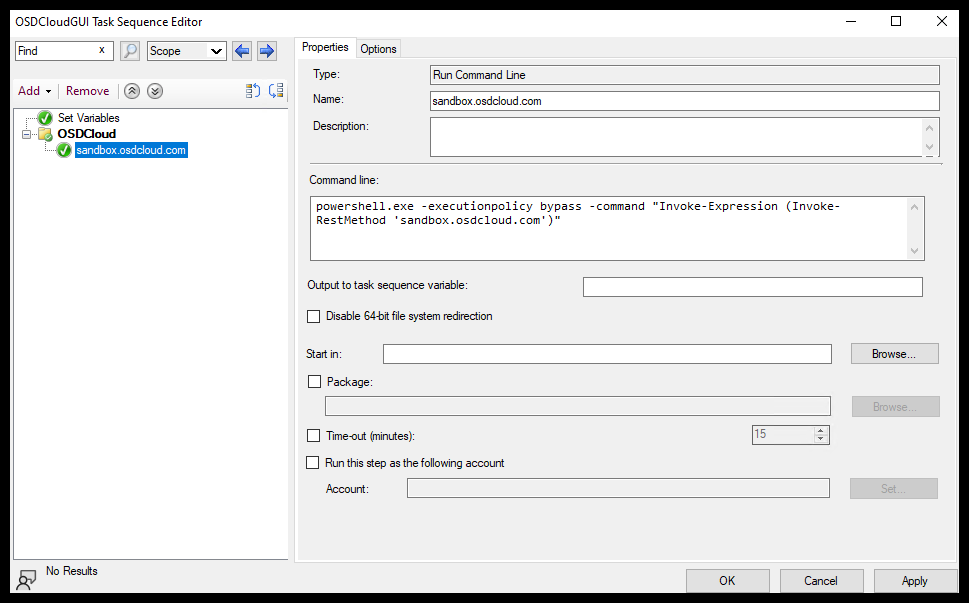 OSDCloudGUI Task Sequence Editor
Find x Scope
Add Remove
Set Variables
OSDCloud
sandbox.osdcloud.com
Properties Options
Type: Run Command Line
Name: sandbox.osdcloud.com
Description:
Command line:
powershell.exe -executionpolicy bypass -command "Invoke-Expression (Invoke-
RestMethod 'sandbox.osdcloud.com')"
Output to task sequence variable:
Disable 64-bit file system redirection
Start in: Browse...
Package:
Browse...
Time-out (minutes): 15
Run this step as the following account
Account: Set...
No Results
OK Cancel Apply